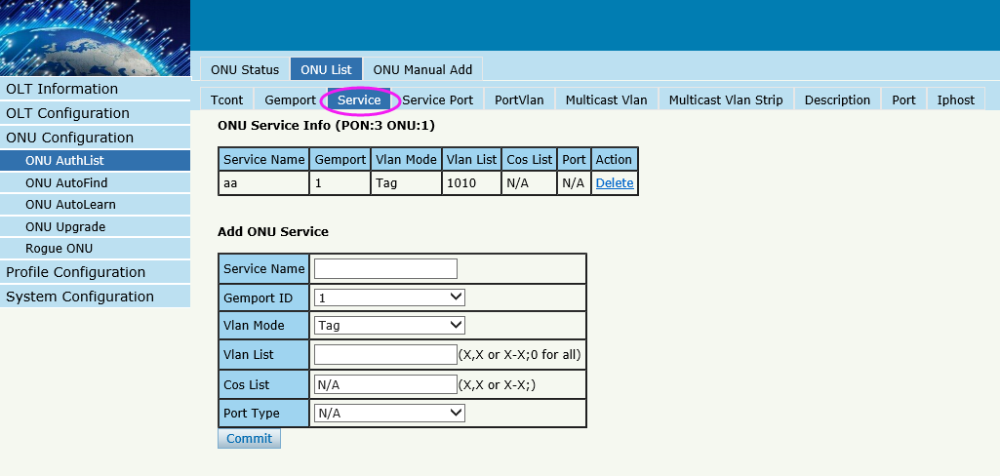 ONU Status ONU List ONU Manual Add
OLT Information
OLT Configuration
ONU Configuration
ONU AuthList
ONU AutoFind
ONU AutoLearn
ONU Upgrade
Rogue ONU
Profile Configuration
System Configuration
Tcont Gemport Service Service Port PortVlan Multicast Vlan Multicast Vlan Strip Description Port Iphost
ONU Service Info (PON:3 ONU:1)
Service Name Gemport Vlan Mode Vlan List Cos List Port Action
aa 1 Tag 1010 N/A N/A Delete
Add ONU Service
Service Name
Gemport ID 1
Vlan Mode Tag
Vlan List (X,X or X-X;0 for all)
Cos List N/A (X,X or X-X;)
Port Type N/A
Commit